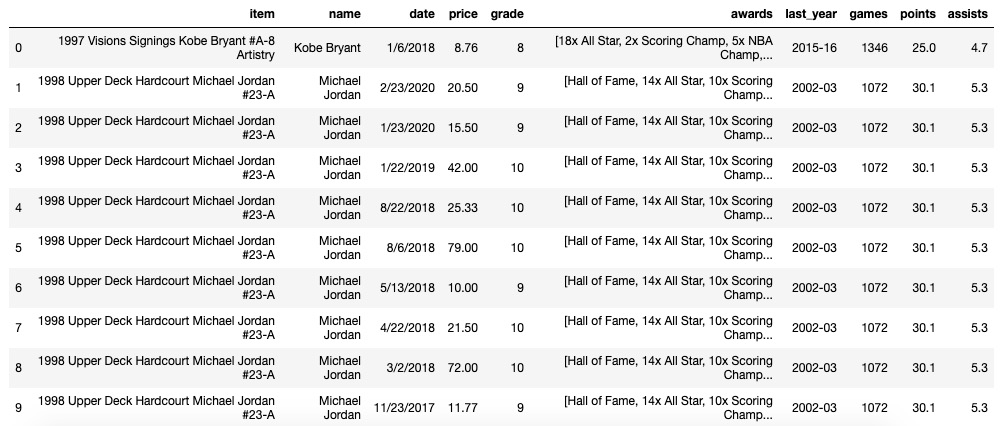 item name date price grade awards last_year games points assists
0 1997 Visions Signings Kobe Bryant #A-8 Artistry Kobe Bryant 1/6/2018 8.76 8 [18x All Star, 2x Scoring Champ, 5x NBA Champ,... 2015-16 1346 25.0 4.7
1 1998 Upper Deck Hardcourt Michael Jordan #23-A Michael Jordan 2/23/2020 20.50 9 [Hall of Fame, 14x All Star, 10x Scoring Champ... 2002-03 1072 30.1 5.3
2 1998 Upper Deck Hardcourt Michael Jordan #23-A Michael Jordan 1/23/2020 15.50 9 [Hall of Fame, 14x All Star, 10x Scoring Champ... 2002-03 1072 30.1 5.3
3 1998 Upper Deck Hardcourt Michael Jordan #23-A Michael Jordan 1/22/2019 42.00 10 [Hall of Fame, 14x All Star, 10x Scoring Champ... 2002-03 1072 30.1 5.3
4 1998 Upper Deck Hardcourt Michael Jordan #23-A Michael Jordan 8/22/2018 25.33 10 [Hall of Fame, 14x All Star, 10x Scoring Champ... 2002-03 1072 30.1 5.3
5 1998 Upper Deck Hardcourt Michael Jordan #23-A Michael Jordan 8/6/2018 79.00 10 [Hall of Fame, 14x All Star, 10x Scoring Champ... 2002-03 1072 30.1 5.3
6 1998 Upper Deck Hardcourt Michael Jordan #23-A Michael Jordan 5/13/2018 10.00 9 [Hall of Fame, 14x All Star, 10x Scoring Champ... 2002-03 1072 30.1 5.3
7 1998 Upper Deck Hardcourt Michael Jordan #23-A Michael Jordan 4/22/2018 21.50 10 [Hall of Fame, 14x All Star, 10x Scoring Champ... 2002-03 1072 30.1 5.3
8 1998 Upper Deck Hardcourt Michael Jordan #23-A Michael Jordan 3/2/2018 72.00 10 [Hall of Fame, 14x All Star, 10x Scoring Champ... 2002-03 1072 30.1 5.3
9 1998 Upper Deck Hardcourt Michael Jordan #23-A Michael Jordan 11/23/2017 11.77 9 [Hall of Fame, 14x All Star, 10x Scoring Champ... 2002-03 1072 30.1 5.3